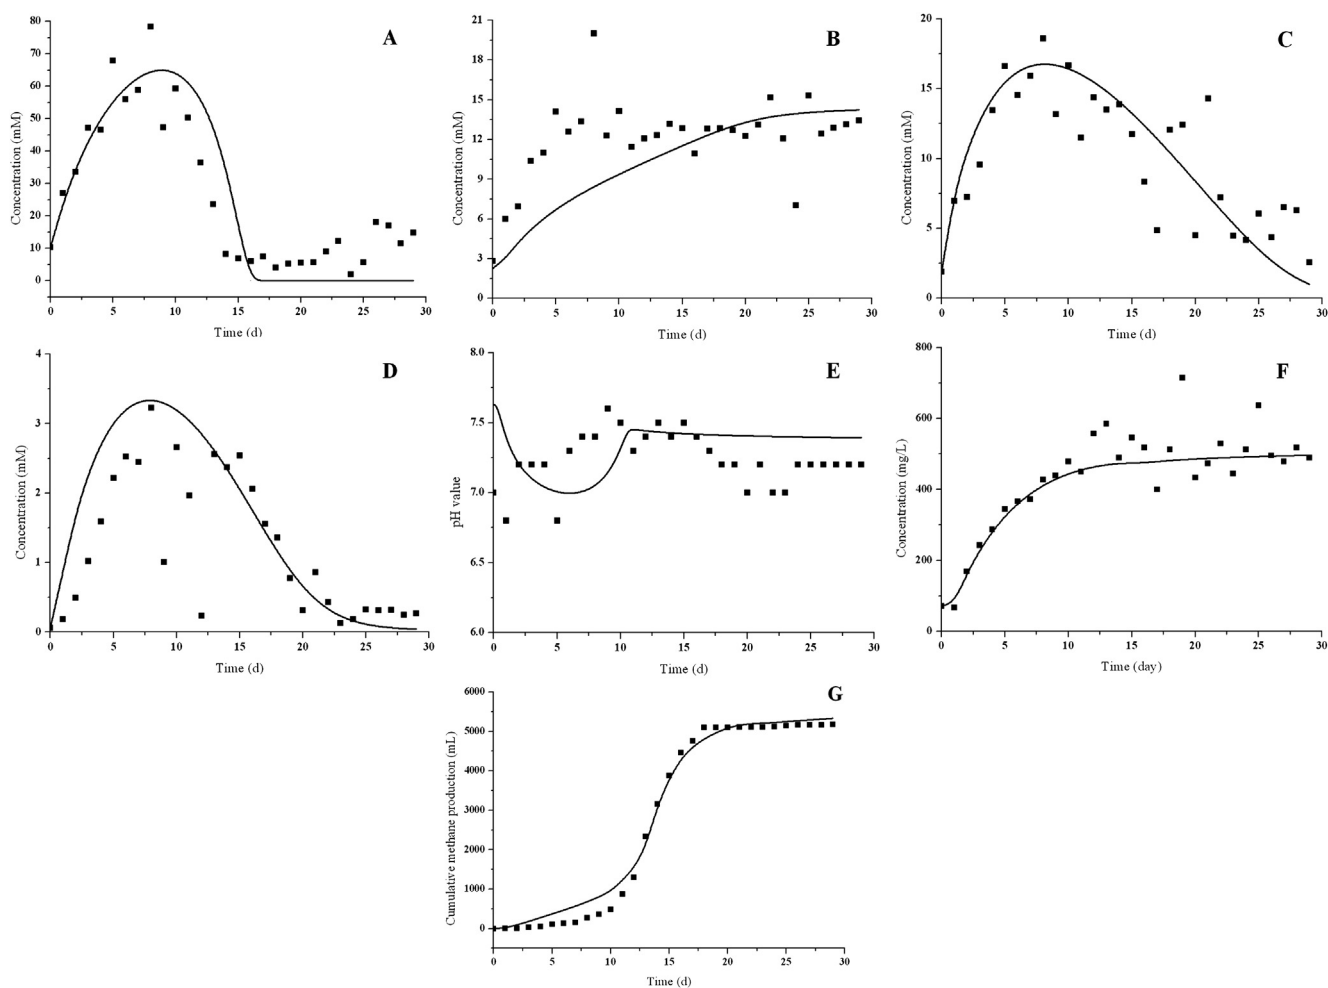 A
Concentration (mM)
80
70
60
50
40
30
20
10
0
0 5 10 15 20 25 30
Time (d)
B
Concentration (mM)
21
18
15
12
9
6
3
0
0 5 10 15 20 25 30
Time (d)
C
Concentration (mM)
20
15
10
5
0
0 5 10 15 20 25 30
Time (d)
D
Concentration (mM)
4
3
2
1
0
0 5 10 15 20 25 30
Time (d)
E
pH value
8.0
7.5
7.0
6.5
6.0
0 5 10 15 20 25 30
Time (d)
F
Concentration (mg/L)
800
600
400
200
0
0 5 10 15 20 25 30
Time (day)
G
Cumulative methane production (mL)
6000
5000
4000
3000
2000
1000
0
0 5 10 15 20 25 30
Time (d)